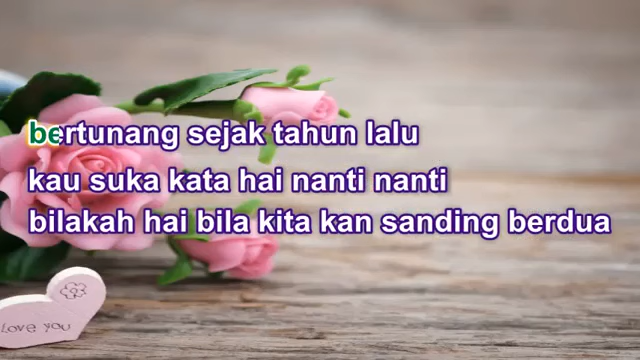 bertunang sejak tahun lalu
kau suka kata hai nanti nanti
bilakah hai bila kita kan sanding berdua
Love you